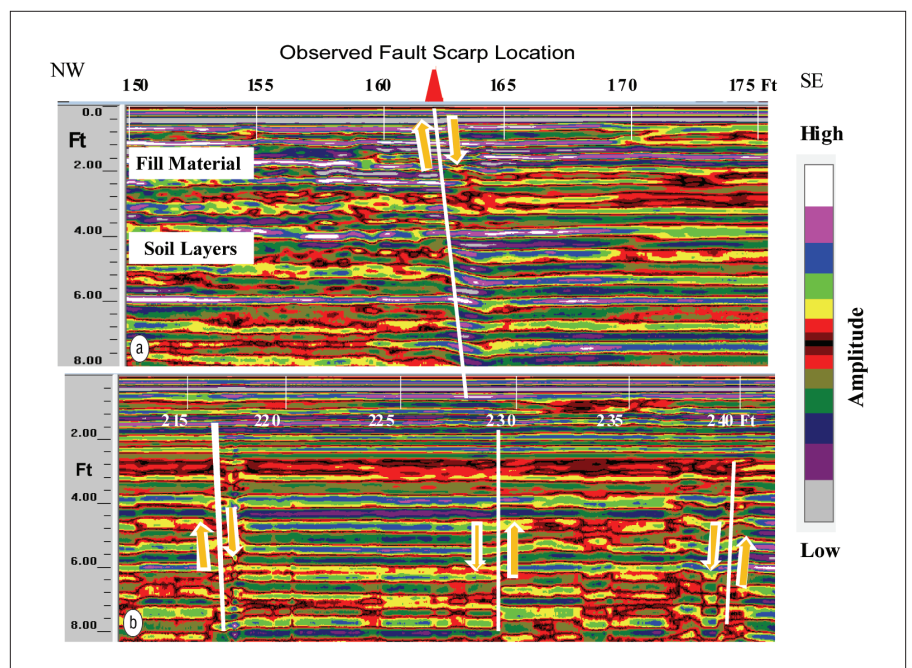 Observed Fault Scarp Location
NW
150 155 160 165 170 175 Ft
SE
0.0
Ft
Fill Material
2.00
4.00
Soil Layers
6.00
a
8.00
High
Amplitude
Low
215 220 225 230 235 240 Ft
2.00
Ft
4.00
6.00
8.00
b